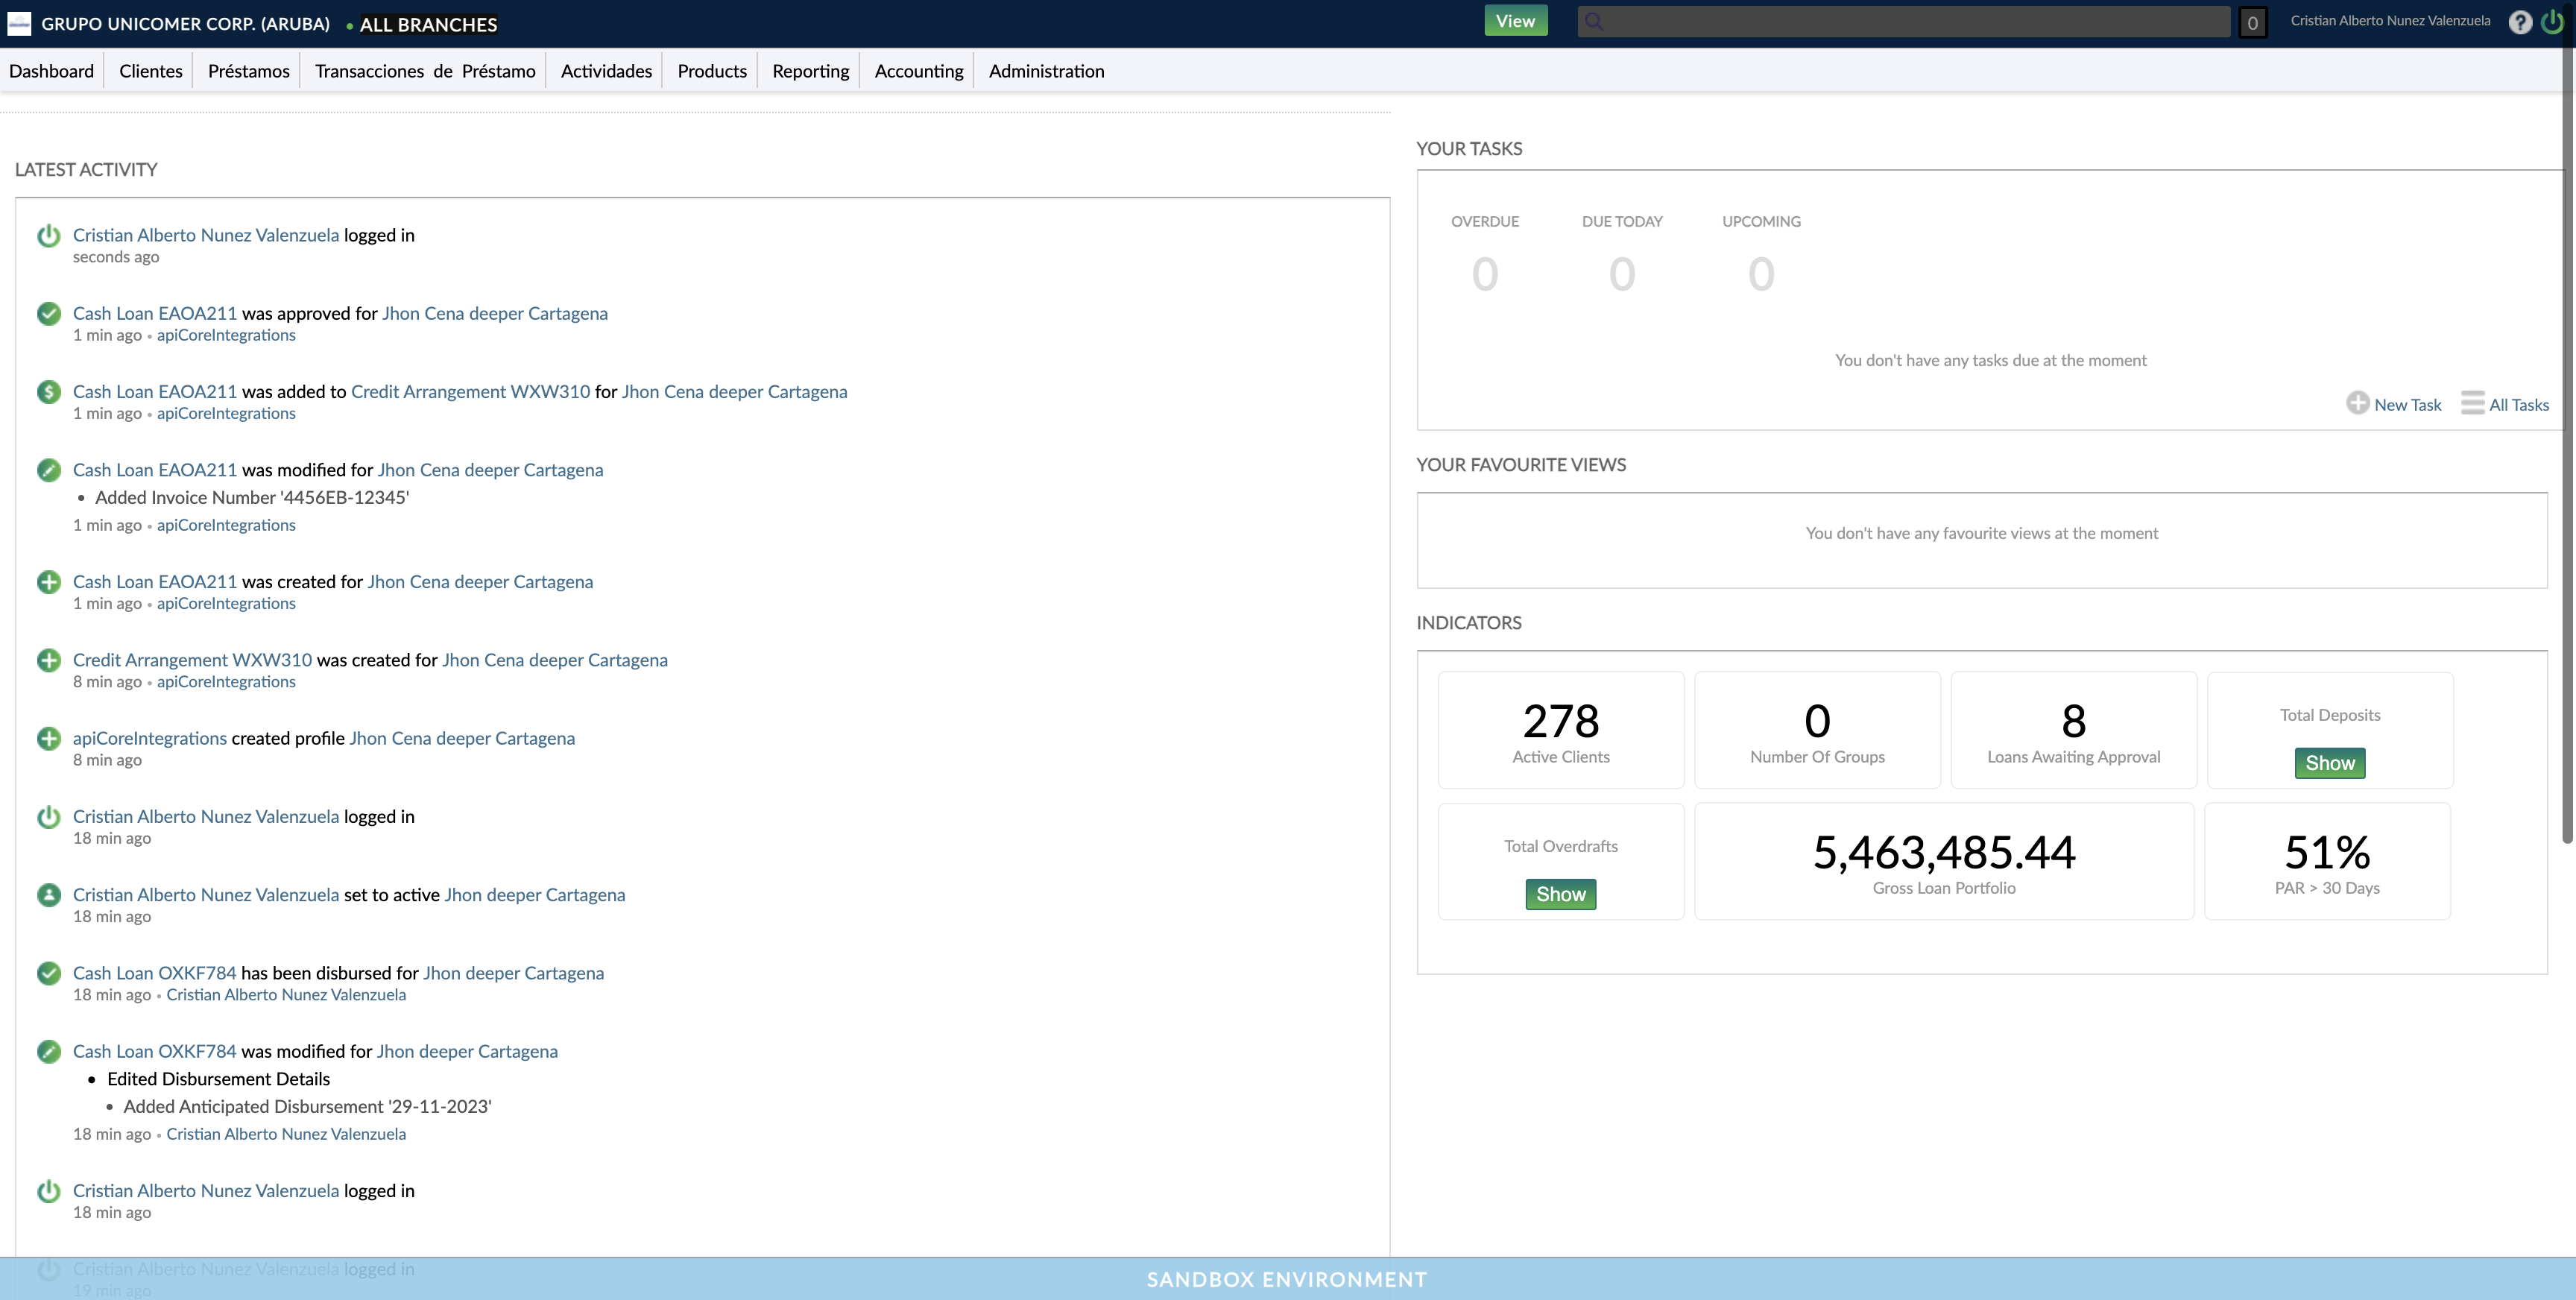 GRUPO UNICOMER CORP. (ARUBA) • ALL BRANCHES
View
0
Cristian Alberto Nunez Valenzuela
?
Dashboard Clientes Préstamos Transacciones de Préstamo Actividades Products Reporting Accounting Administration
LATEST ACTIVITY
Cristian Alberto Nunez Valenzuela logged in
seconds ago
Cash Loan EAOA211 was approved for Jhon Cena deeper Cartagena
1 min ago • apiCoreIntegrations
Cash Loan EAOA211 was added to Credit Arrangement WXW310 for Jhon Cena deeper Cartagena
1 min ago • apiCoreIntegrations
Cash Loan EAOA211 was modified for Jhon Cena deeper Cartagena
• Added Invoice Number '4456EB-12345'
1 min ago • apiCoreIntegrations
Cash Loan EAOA211 was created for Jhon Cena deeper Cartagena
1 min ago • apiCoreIntegrations
Credit Arrangement WXW310 was created for Jhon Cena deeper Cartagena
8 min ago • apiCoreIntegrations
apiCoreIntegrations created profile Jhon Cena deeper Cartagena
8 min ago
Cristian Alberto Nunez Valenzuela logged in
18 min ago
Cristian Alberto Nunez Valenzuela set to active Jhon deeper Cartagena
18 min ago
Cash Loan OXKF784 has been disbursed for Jhon deeper Cartagena
18 min ago • Cristian Alberto Nunez Valenzuela
Cash Loan OXKF784 was modified for Jhon deeper Cartagena
• Edited Disbursement Details
• Added Anticipated Disbursement '29-11-2023'
18 min ago • Cristian Alberto Nunez Valenzuela
Cristian Alberto Nunez Valenzuela logged in
18 min ago
Cristian Alberto Nunez Valenzuela logged in
19 min ago
YOUR TASKS
OVERDUE DUE TODAY UPCOMING
0 0 0
You don't have any tasks due at the moment
New Task All Tasks
YOUR FAVOURITE VIEWS
You don't have any favourite views at the moment
INDICATORS
278
Active Clients
0
Number Of Groups
8
Loans Awaiting Approval
Total Deposits
Show
Total Overdrafts
Show
5,463,485.44
Gross Loan Portfolio
51%
PAR > 30 Days
SANDBOX ENVIRONMENT